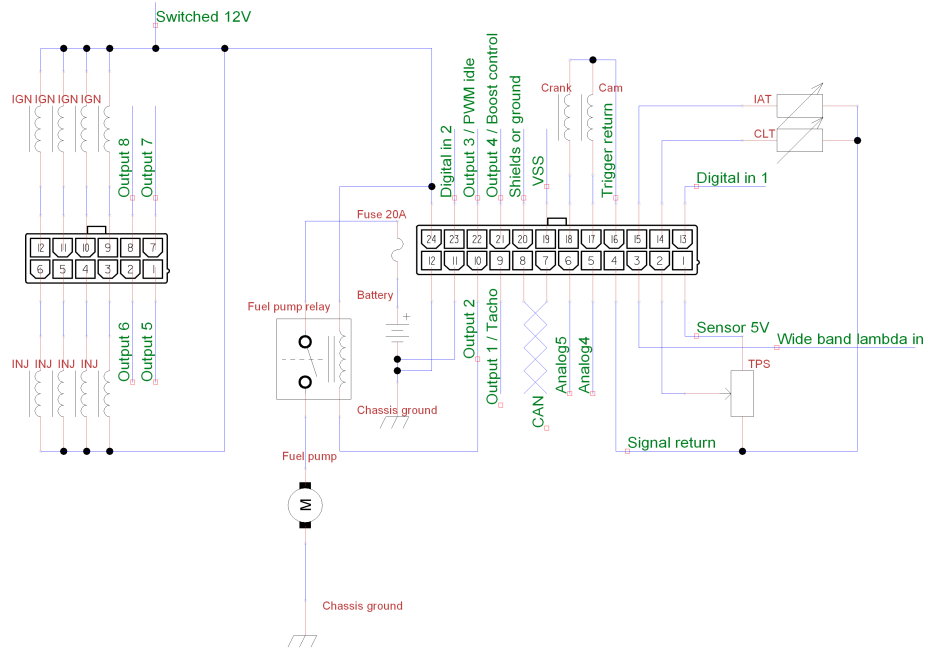 Switched 12V
IGN IGN IGN IGN
Output 8
Output 7
12 11 10 9 8 7
6 5 4 3 2 1
INJ INJ INJ INJ
Output 6
Output 5
Fuse 20A
Battery
+
Fuel pump relay
Chassis ground
Fuel pump
M
Chassis ground
Digital in 2
Output 3 / PWM idle
Output 4 / Boost control
Shields or ground
VSS
Crank
Cam
Trigger return
IAT
CLT
Digital in 1
24 23 22 21 20 19 18 17 16 15 14 13
12 11 10 9 8 7 6 5 4 3 2 1
Output 2
Output 1 / Tacho
CAN
Analog5
Analog4
Sensor 5V
Wide band lambda in
TPS
Signal return